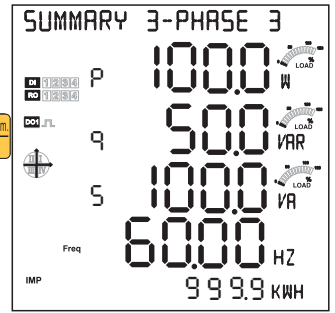 SUMMARY 3-PHASE 3
P 100.0 W
DI 1 2 3 4
RO 1 2 3 4
LOAD %
DO1
q 50.0 VAR
LOAD %
S 100.0 VA
LOAD %
Freq 60.00 HZ
IMP 999.9 KWH
m.